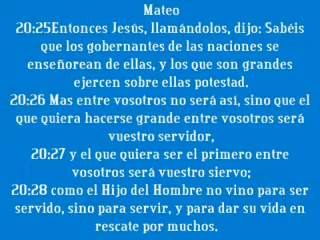 Mateo
20:25Entonces Jesús, llamándolos, dijo: Sabéis
que los gobernantes de las naciones se
enseñorean de ellas, y los que son grandes
ejercen sobre ellas potestad.
20:26 Mas entre vosotros no será así, sino que el
que quiera hacerse grande entre vosotros será
vuestro servidor,
20:27 y el que quiera ser el primero entre
vosotros será vuestro siervo;
20:28 como el Hijo del Hombre no vino para ser
servido, sino para servir, y para dar su vida en
rescate por muchos.